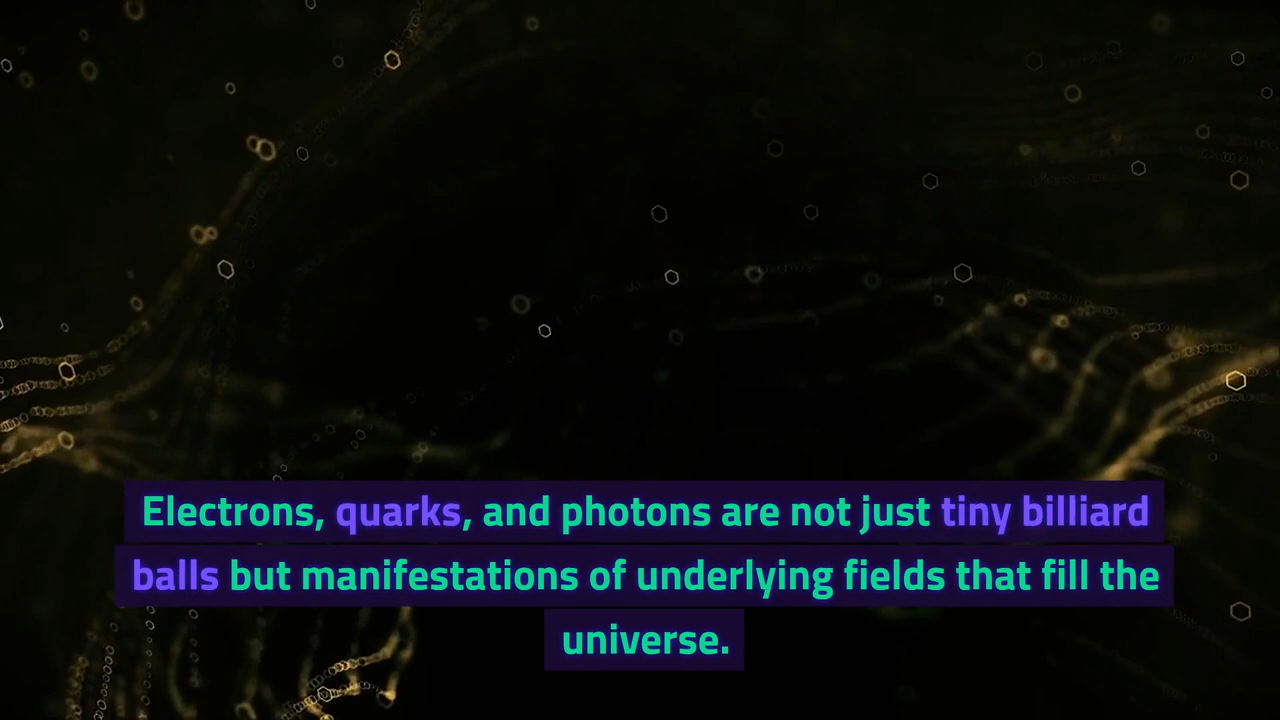 Electrons, quarks, and photons are not just tiny billiard
balls but manifestations of underlying fields that fill the
universe.